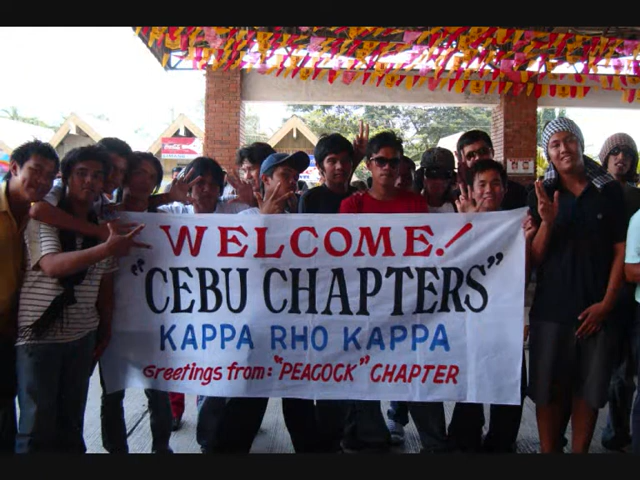 WELCOME!
"CEBU CHAPTERS"
KAPPA RHO KAPPA
Greetings from: "PEACOCK" CHAPTER